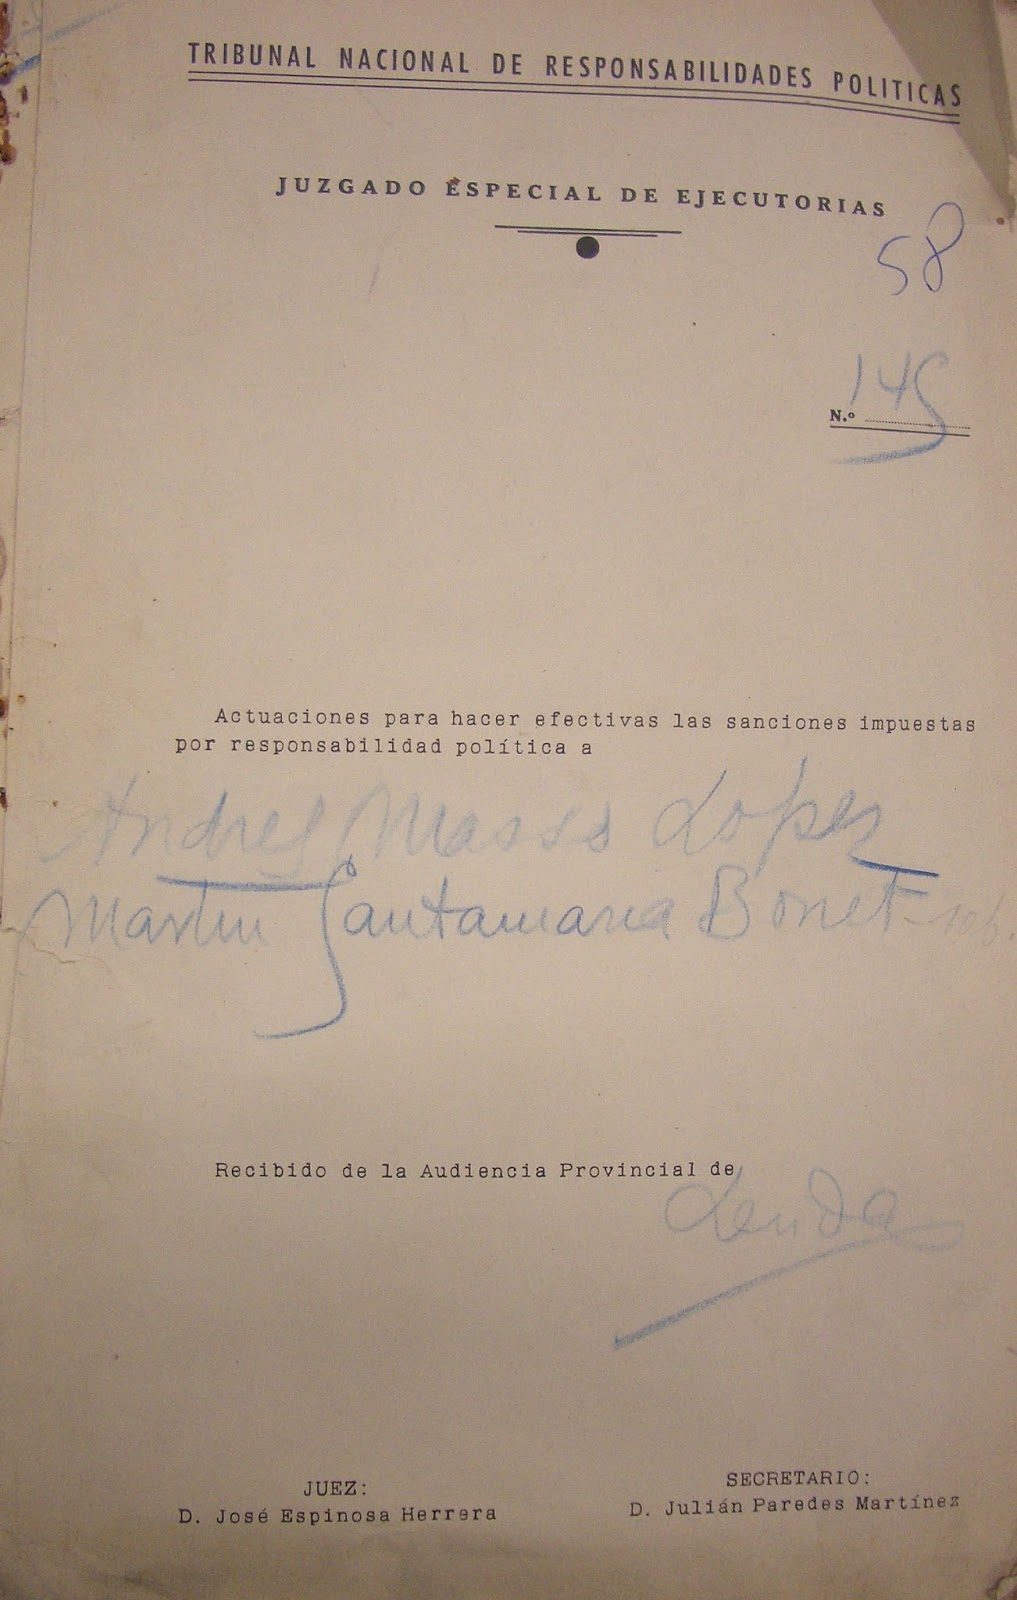 TRIBUNAL NACIONAL DE RESPONSABILIDADES POLITICAS
JUZGADO ESPECIAL DE EJECUTORIAS
58
N.º 145
Actuaciones para hacer efectivas las sanciones impuestas
por responsabilidad política a
Andres Masss Lopez
Martin Santamaria Bonet
Recibido de la Audiencia Provincial de
Lerida
JUEZ:
SECRETARIO:
D. José Espinosa Herrera
D. Julián Paredes Martínez